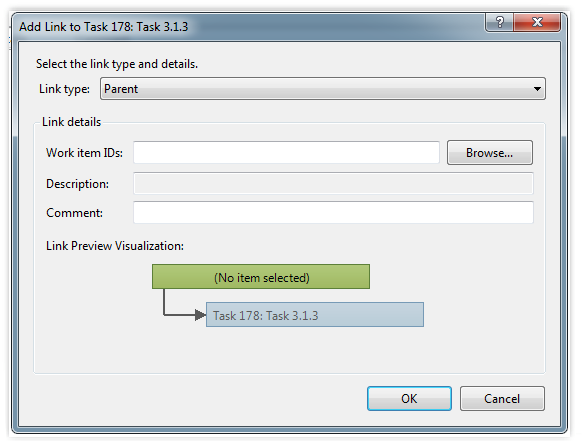 Add Link to Task 178: Task 3.1.3
?
Select the link type and details.
Link type: Parent
Link details
Work item IDs: Browse...
Description:
Comment:
Link Preview Visualization:
(No item selected)
Task 178: Task 3.1.3
OK Cancel